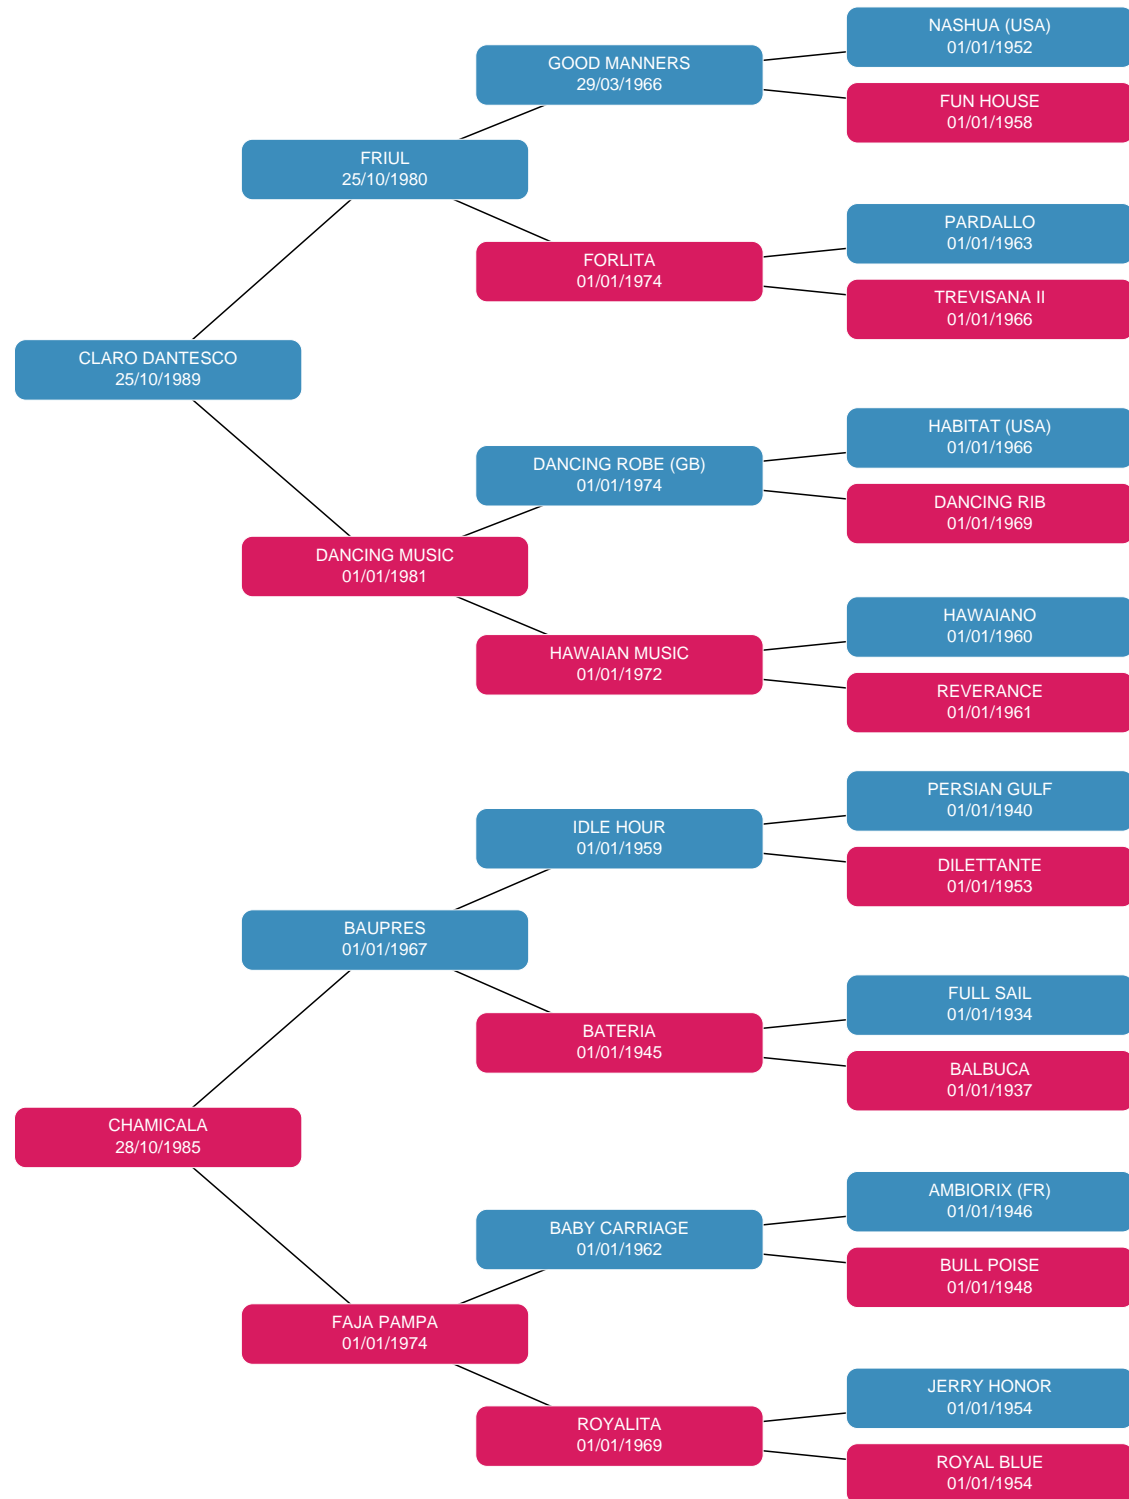 NASHUA (USA)
01/01/1952
GOOD MANNERS
29/03/1966
FUN HOUSE
01/01/1958
FRIUL
25/10/1980
PARDALLO
01/01/1963
FORLITA
01/01/1974
TREVISANA II
01/01/1966
CLARO DANTESCO
25/10/1989
HABITAT (USA)
01/01/1966
DANCING ROBE (GB)
01/01/1974
DANCING RIB
01/01/1969
DANCING MUSIC
01/01/1981
HAWAIANO
01/01/1960
HAWAIAN MUSIC
01/01/1972
REVERANCE
01/01/1961
PERSIAN GULF
01/01/1940
IDLE HOUR
01/01/1959
DILETTANTE
01/01/1953
BAUPRES
01/01/1967
FULL SAIL
01/01/1934
BATERIA
01/01/1945
BALBUCA
01/01/1937
CHAMICALA
28/10/1985
AMBIORIX (FR)
01/01/1946
BABY CARRIAGE
01/01/1962
BULL POISE
01/01/1948
FAJA PAMPA
01/01/1974
JERRY HONOR
01/01/1954
ROYALITA
01/01/1969
ROYAL BLUE
01/01/1954